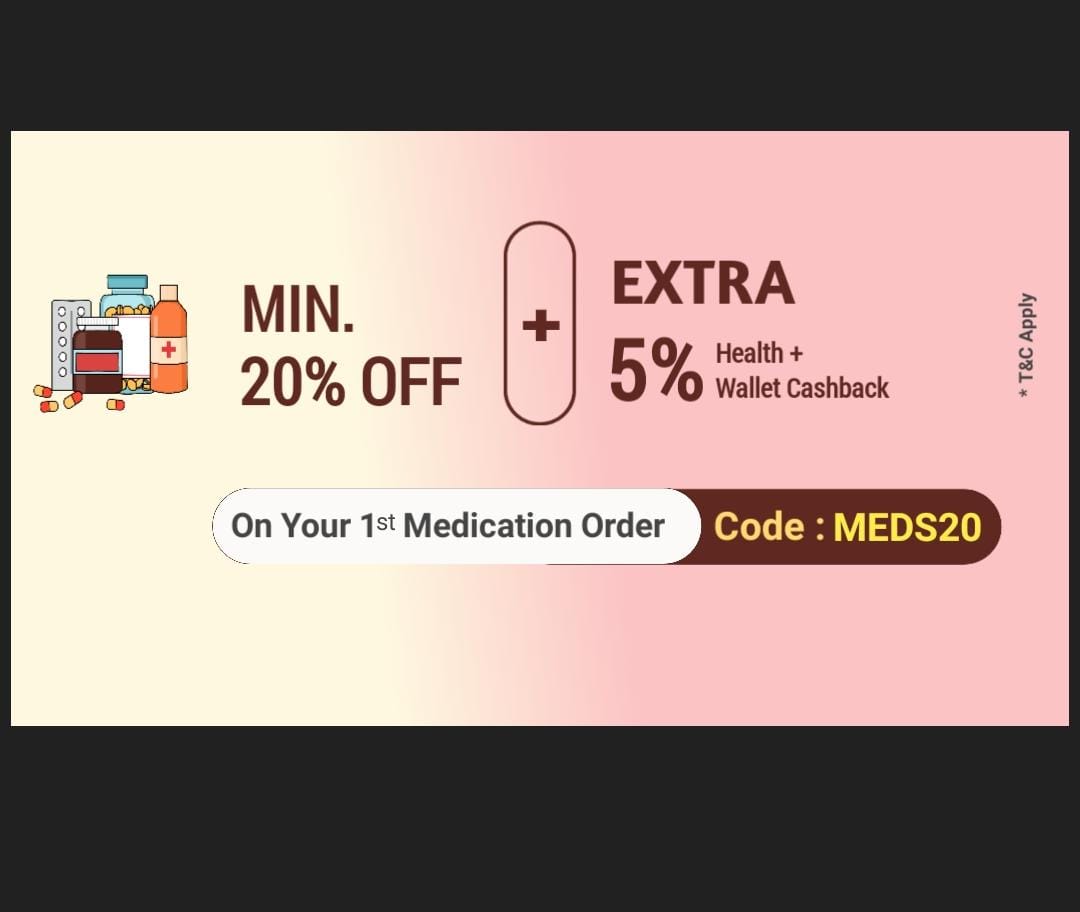 MIN.
20% OFF
+
EXTRA
5% Health +
Wallet Cashback
* T&C Apply
On Your 1st Medication Order
Code : MEDS20